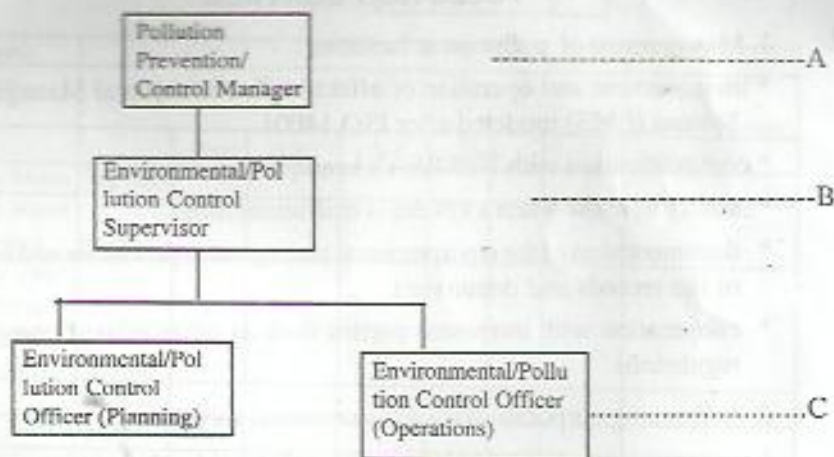 Pollution
Prevention/
Control Manager
A
Environmental/Pol
lution Control
Supervisor
B
Environmental/Pol
lution Control
Officer (Planning)
Environmental/Pollu
tion Control Officer
(Operations)
C